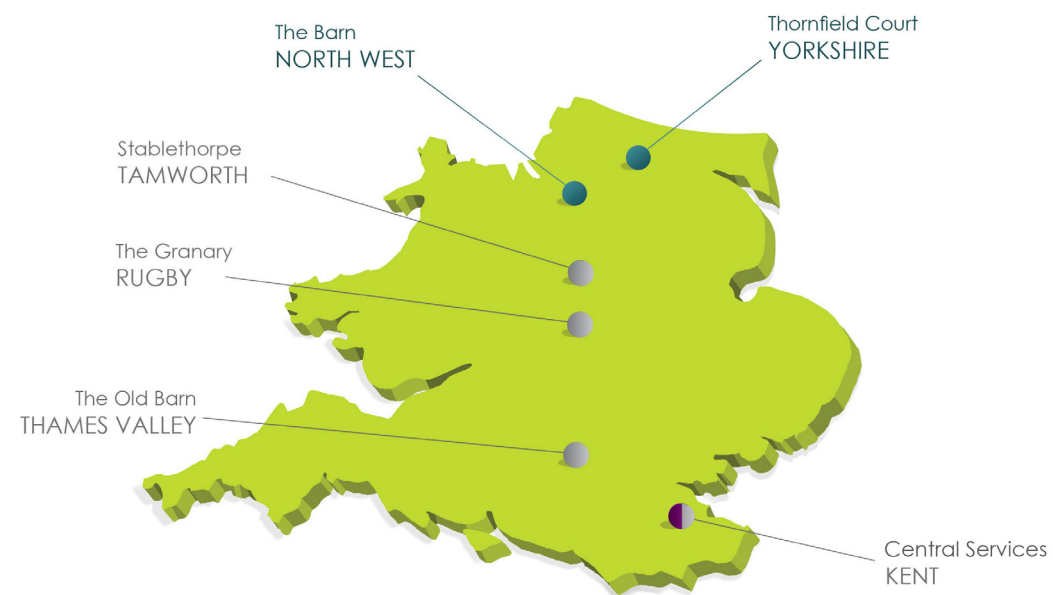 The Barn
NORTH WEST
Thornfield Court
YORKSHIRE
Stablethorpe
TAMWORTH
The Granary
RUGBY
The Old Barn
THAMES VALLEY
Central Services
KENT